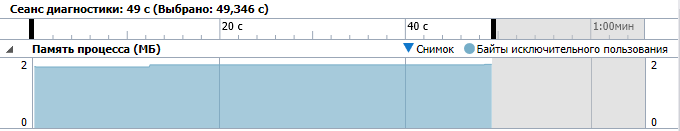 Сеанс диагностики: 49 с (Выбрано: 49,346 с)
20 с 40 с 1:00мин
Память процесса (МБ) Снимок Байты исключительного пользования
2 2
0 0